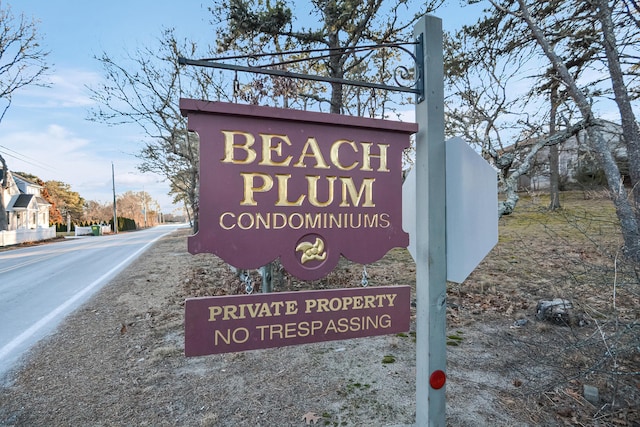 BEACH
PLUM
CONDOMINIUMS
PRIVATE PROPERTY
NO TRESPASSING